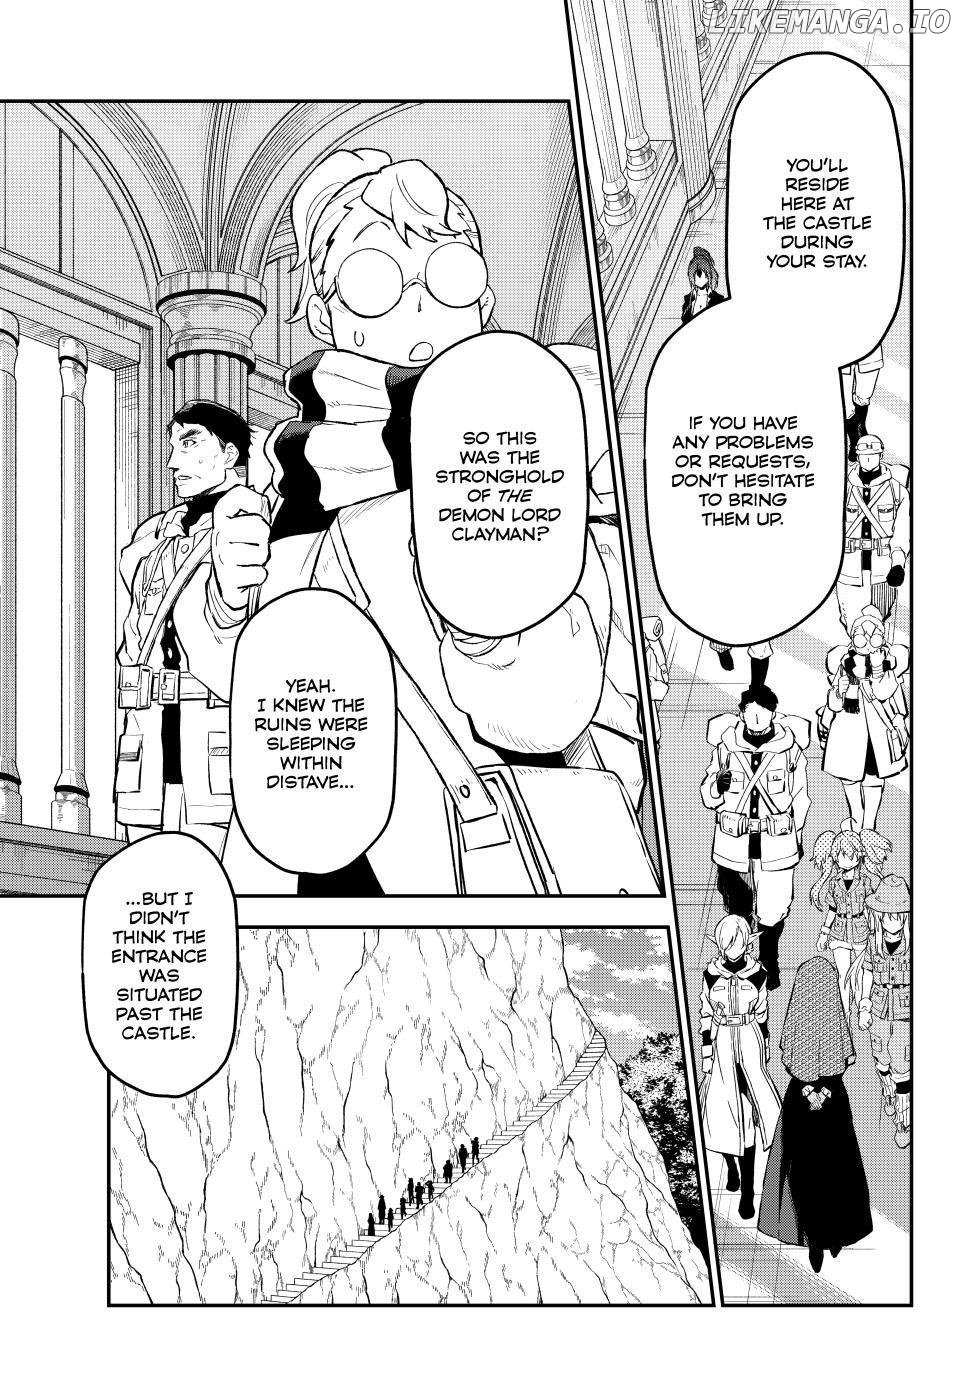 LIKEMANGA.IO
YOU'LL
RESIDE
HERE AT
THE CASTLE
DURING
YOUR STAY.
IF YOU HAVE
ANY PROBLEMS
OR REQUESTS,
DON'T HESITATE
TO BRING
THEM UP.
SO THIS
WAS THE
STRONGHOLD
OF THE
DEMON LORD
CLAYMAN?
YEAH.
I KNEW THE
RUINS WERE
SLEEPING
WITHIN
DISTAVE...
...BUT I
DIDN'T
THINK THE
ENTRANCE
WAS
SITUATED
PAST THE
CASTLE.